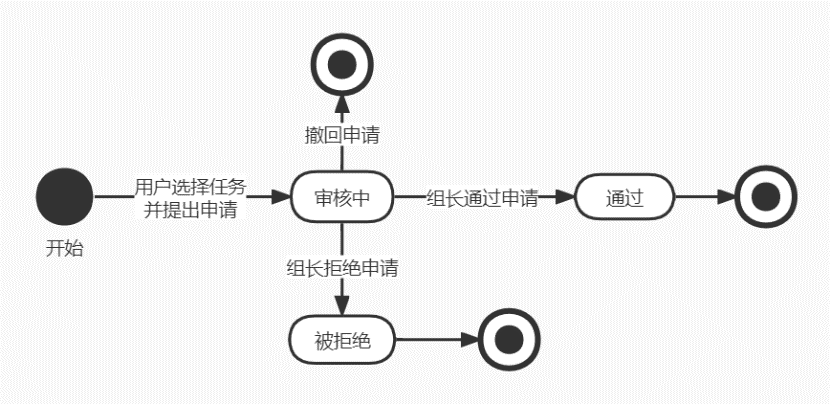 撤回申请
用户选择任务
并提出申请
审核中
组长通过申请
通过
开始
组长拒绝申请
被拒绝